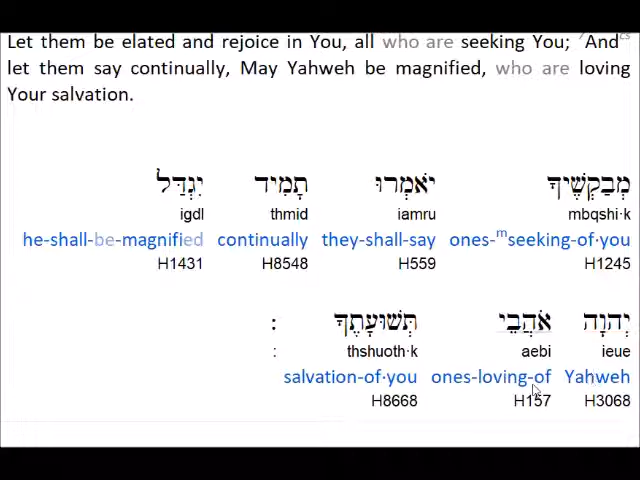 Let them be elated and rejoice in You, all who are seeking You; And
let them say continually, May Yahweh be magnified, who are loving
Your salvation.
מְבַקְשֶׁיךָ יֹאמְרוּ תָמִיד יִגְדַּל
igdl thmid iamru mbqshi·k
he-shall-be-magnified continually they-shall-say ones-ᵐseeking-of·you
H1431 H8548 H559 H1245
יְהוָה אֹהֲבֵי תְּשׁוּעָתֶךָ :
: thshuoth·k aebi ieue
salvation-of·you ones-loving-of Yahweh
H8668 H157 H3068